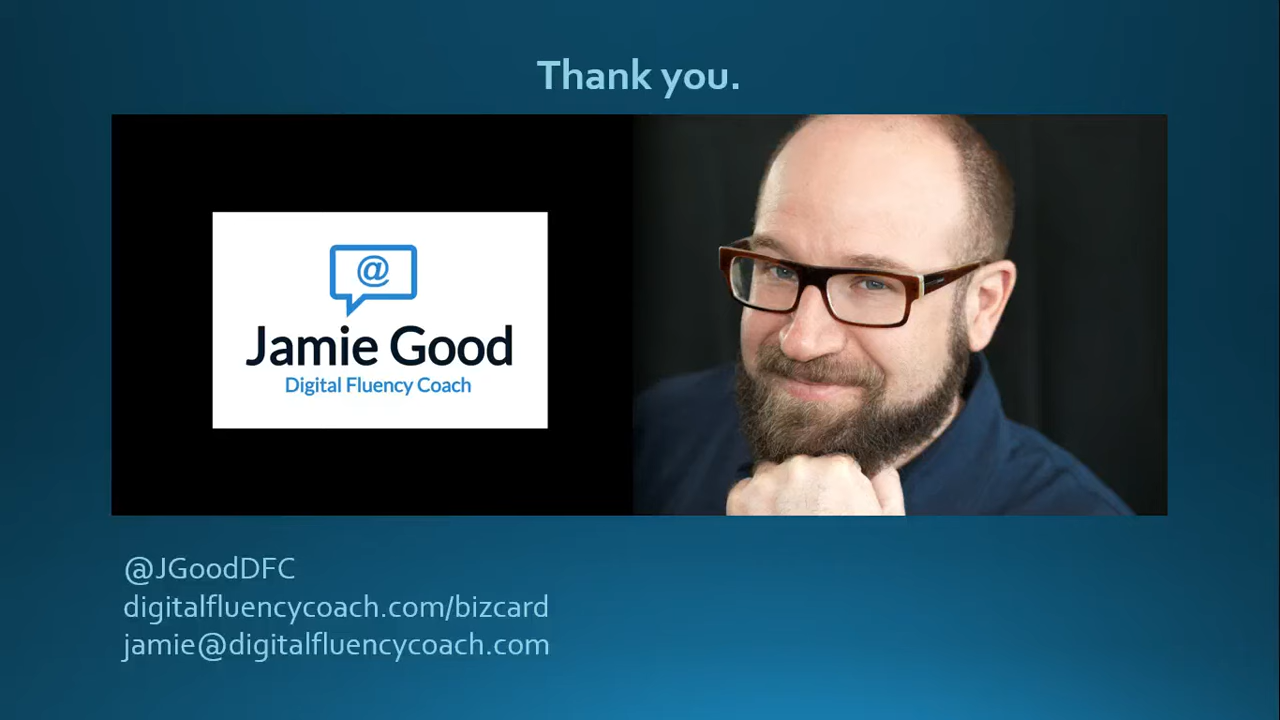 Thank you.
@
Jamie Good
Digital Fluency Coach
@JGoodDFC
digitalfluencycoach.com/bizcard
jamie@digitalfluencycoach.com